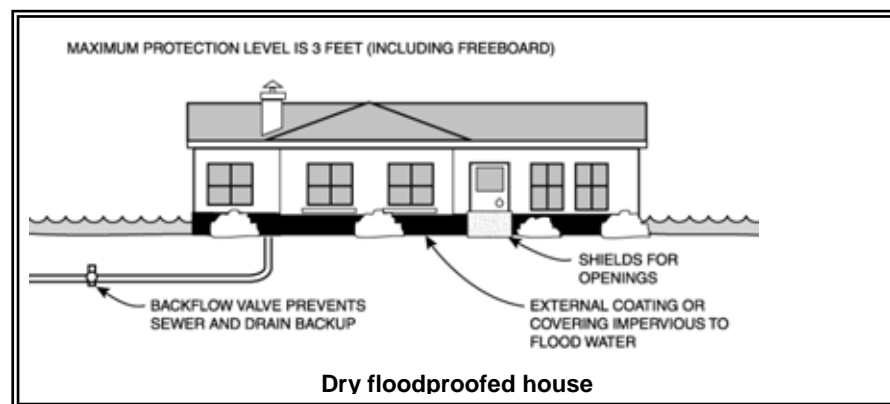 MAXIMUM PROTECTION LEVEL IS 3 FEET (INCLUDING FREEBOARD)
SHIELDS FOR
OPENINGS
BACKFLOW VALVE PREVENTS
SEWER AND DRAIN BACKUP
EXTERNAL COATING OR
COVERING IMPERVIOUS TO
FLOOD WATER
Dry floodproofed house